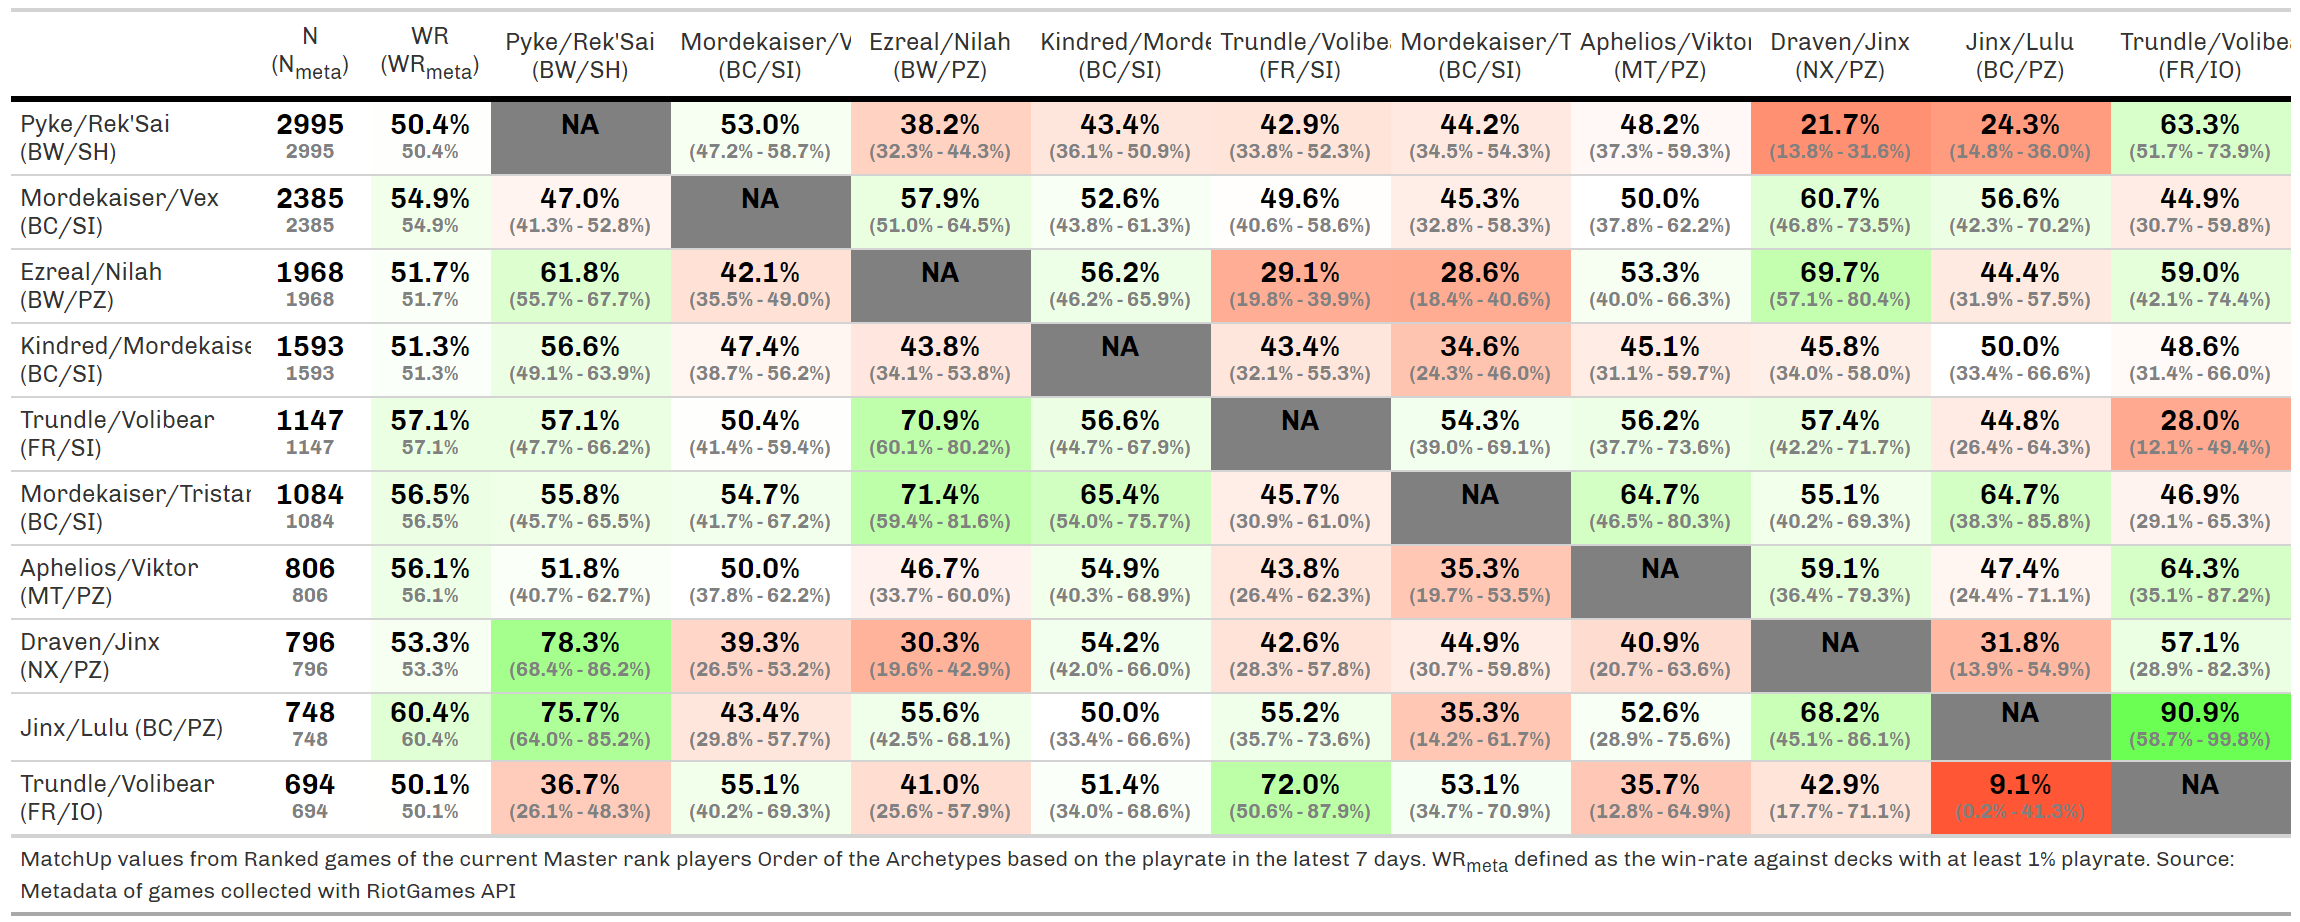 N WR Pyke/Rek'Sai Mordekaiser/V Ezreal/Nilah Kindred/Morde Trundle/Volibea Mordekaiser/T Aphelios/Viktor Draven/Jinx Jinx/Lulu Trundle/Volibea
(Nmeta) (WRmeta) (BW/SH) (BC/SI) (BW/PZ) (BC/SI) (FR/SI) (BC/SI) (MT/PZ) (NX/PZ) (BC/PZ) (FR/IO)
Pyke/Rek'Sai 2995 50.4% NA 53.0% 38.2% 43.4% 42.9% 44.2% 48.2% 21.7% 24.3% 63.3%
(BW/SH) 2995 50.4% (47.2% - 58.7%) (32.3% - 44.3%) (36.1% - 50.9%) (33.8% - 52.3%) (34.5% - 54.3%) (37.3% - 59.3%) (13.8% - 31.6%) (14.8% - 36.0%) (51.7% - 73.9%)
Mordekaiser/Vex 2385 54.9% 47.0% NA 57.9% 52.6% 49.6% 45.3% 50.0% 60.7% 56.6% 44.9%
(BC/SI) 2385 54.9% (41.3% - 52.8%) (51.0% - 64.5%) (43.8% - 61.3%) (40.6% - 58.6%) (32.8% - 58.3%) (37.8% - 62.2%) (46.8% - 73.5%) (42.3% - 70.2%) (30.7% - 59.8%)
Ezreal/Nilah 1968 51.7% 61.8% 42.1% NA 56.2% 29.1% 28.6% 53.3% 69.7% 44.4% 59.0%
(BW/PZ) 1968 51.7% (55.7% - 67.7%) (35.5% - 49.0%) (46.2% - 65.9%) (19.8% - 39.9%) (18.4% - 40.6%) (40.0% - 66.3%) (57.1% - 80.4%) (31.9% - 57.5%) (42.1% - 74.4%)
Kindred/Mordekaise 1593 51.3% 56.6% 47.4% 43.8% NA 43.4% 34.6% 45.1% 45.8% 50.0% 48.6%
(BC/SI) 1593 51.3% (49.1% - 63.9%) (38.7% - 56.2%) (34.1% - 53.8%) (32.1% - 55.3%) (24.3% - 46.0%) (31.1% - 59.7%) (34.0% - 58.0%) (33.4% - 66.6%) (31.4% - 66.0%)
Trundle/Volibear 1147 57.1% 57.1% 50.4% 70.9% 56.6% NA 54.3% 56.2% 57.4% 44.8% 28.0%
(FR/SI) 1147 57.1% (47.7% - 66.2%) (41.4% - 59.4%) (60.1% - 80.2%) (44.7% - 67.9%) (39.0% - 69.1%) (37.7% - 73.6%) (42.2% - 71.7%) (26.4% - 64.3%) (12.1% - 49.4%)
Mordekaiser/Tristar 1084 56.5% 55.8% 54.7% 71.4% 65.4% 45.7% NA 64.7% 55.1% 64.7% 46.9%
(BC/SI) 1084 56.5% (45.7% - 65.5%) (41.7% - 67.2%) (59.4% - 81.6%) (54.0% - 75.7%) (30.9% - 61.0%) (46.5% - 80.3%) (40.2% - 69.3%) (38.3% - 85.8%) (29.1% - 65.3%)
Aphelios/Viktor 806 56.1% 51.8% 50.0% 46.7% 54.9% 43.8% 35.3% NA 59.1% 47.4% 64.3%
(MT/PZ) 806 56.1% (40.7% - 62.7%) (37.8% - 62.2%) (33.7% - 60.0%) (40.3% - 68.9%) (26.4% - 62.3%) (19.7% - 53.5%) (36.4% - 79.3%) (24.4% - 71.1%) (35.1% - 87.2%)
Draven/Jinx 796 53.3% 78.3% 39.3% 30.3% 54.2% 42.6% 44.9% 40.9% NA 31.8% 57.1%
(NX/PZ) 796 53.3% (68.4% - 86.2%) (26.5% - 53.2%) (19.6% - 42.9%) (42.0% - 66.0%) (28.3% - 57.8%) (30.7% - 59.8%) (20.7% - 63.6%) (13.9% - 54.9%) (28.9% - 82.3%)
Jinx/Lulu (BC/PZ) 748 60.4% 75.7% 43.4% 55.6% 50.0% 55.2% 35.3% 52.6% 68.2% NA 90.9%
748 60.4% (64.0% - 85.2%) (29.8% - 57.7%) (42.5% - 68.1%) (33.4% - 66.6%) (35.7% - 73.6%) (14.2% - 61.7%) (28.9% - 75.6%) (45.1% - 86.1%) (58.7% - 99.8%)
Trundle/Volibear 694 50.1% 36.7% 55.1% 41.0% 51.4% 72.0% 53.1% 35.7% 42.9% 9.1% NA
(FR/IO) 694 50.1% (26.1% - 48.3%) (40.2% - 69.3%) (25.6% - 57.9%) (34.0% - 68.6%) (50.6% - 87.9%) (34.7% - 70.9%) (12.8% - 64.9%) (17.7% - 71.1%) (0.2% - 41.3%)
MatchUp values from Ranked games of the current Master rank players Order of the Archetypes based on the playrate in the latest 7 days. WRmeta defined as the win-rate against decks with at least 1% playrate. Source:
Metadata of games collected with RiotGames API